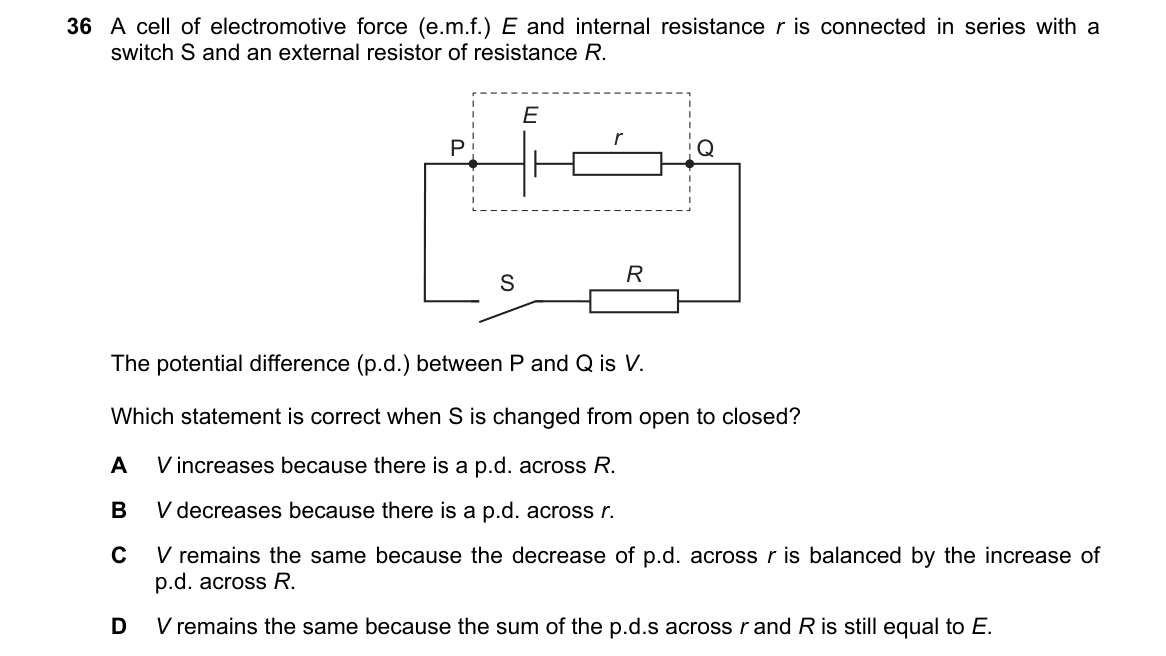 36 A cell of electromotive force (e.m.f.) E and internal resistance r is connected in series with a
switch S and an external resistor of resistance R.
E
P
r
Q
S
R
The potential difference (p.d.) between P and Q is V.
Which statement is correct when S is changed from open to closed?
A V increases because there is a p.d. across R.
B V decreases because there is a p.d. across r.
C V remains the same because the decrease of p.d. across r is balanced by the increase of
p.d. across R.
D V remains the same because the sum of the p.d.s across r and R is still equal to E.